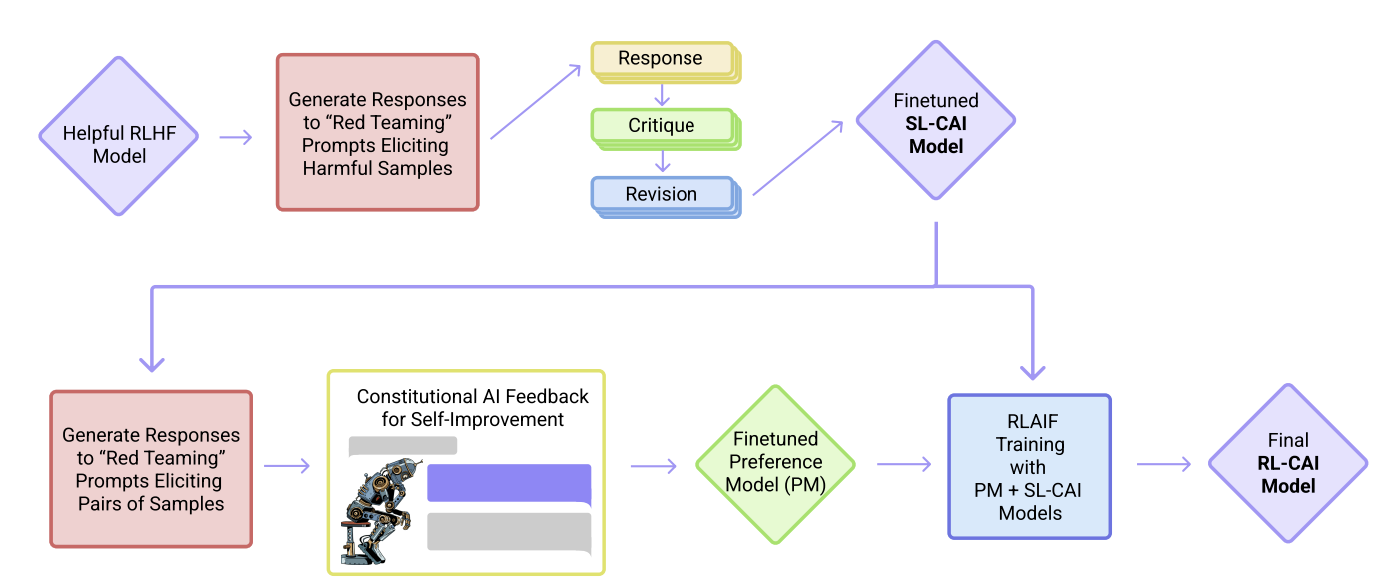 Helpful RLHF
Model
Generate Responses
to “Red Teaming”
Prompts Eliciting
Harmful Samples
Response
Critique
Revision
Finetuned
SL-CAI
Model
Generate Responses
to “Red Teaming”
Prompts Eliciting
Pairs of Samples
Constitutional AI Feedback
for Self-Improvement
Finetuned
Preference
Model (PM)
RLAIF
Training
with
PM + SL-CAI
Models
Final
RL-CAI
Model